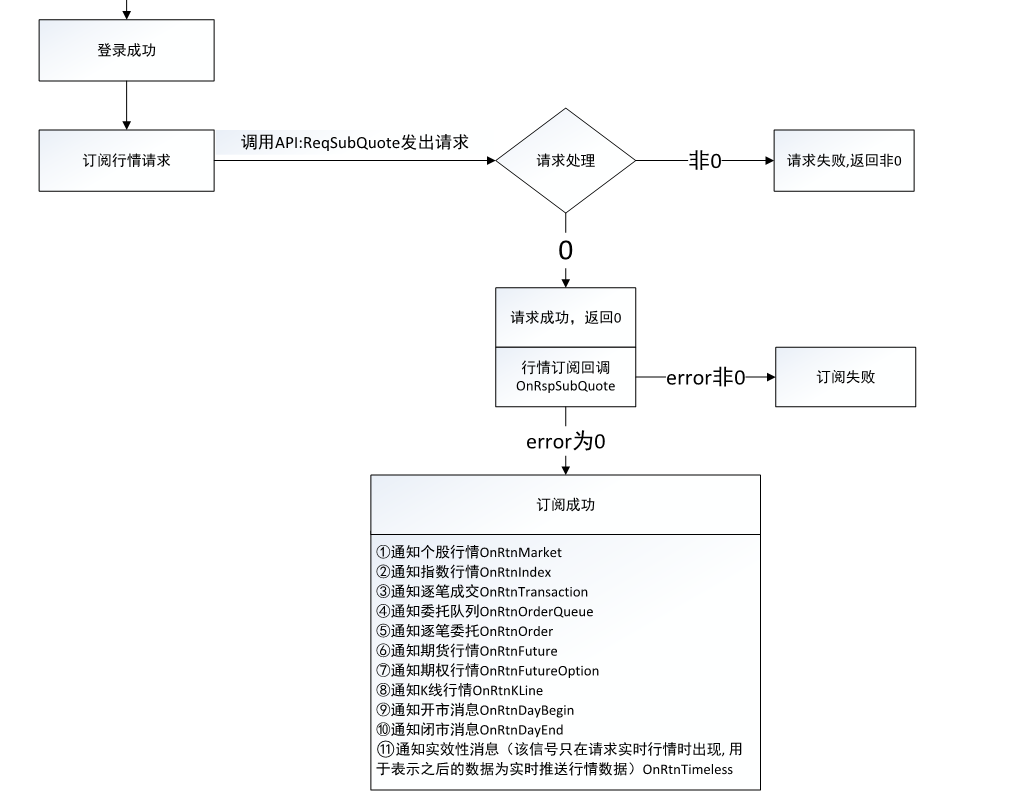 登录成功
订阅行情请求
调用API:ReqSubQuote发出请求
请求处理
非0
请求失败,返回非0
0
请求成功，返回0
行情订阅回调
OnRspSubQuote
error非0
订阅失败
error为0
订阅成功
①通知个股行情OnRtnMarket
②通知指数行情OnRtnIndex
③通知逐笔成交OnRtnTransaction
④通知委托队列OnRtnOrderQueue
⑤通知逐笔委托OnRtnOrder
⑥通知期货行情OnRtnFuture
⑦通知期权行情OnRtnFutureOption
⑧通知K线行情OnRtnKLine
⑨通知开市消息OnRtnDayBegin
⑩通知闭市消息OnRtnDayEnd
⑪通知实效性消息（该信号只在请求实时行情时出现, 用
于表示之后的数据为实时推送行情数据）OnRtnTimeless